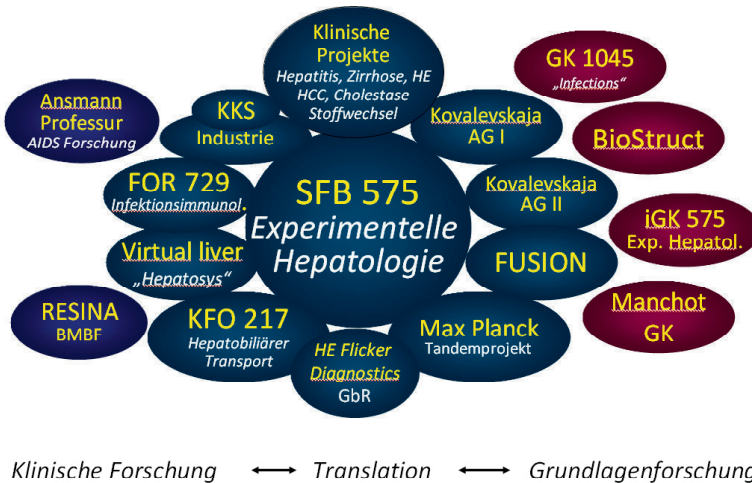 Klinische
Projekte
Hepatitis, Zirrhose, HE
HCC, Cholestase
Stoffwechsel
GK 1045
„Infections“
Ansmann
Professur
AIDS Forschung
KKS
Industrie
Kovalevskaja
AG I
BioStruct
FOR 729
Infektionsimmunol.
SFB 575
Experimentelle
Hepatologie
Kovalevskaja
AG II
iGK 575
Exp. Hepatol.
Virtual liver
„Hepatosys“
FUSION
RESINA
BMBF
KFO 217
Hepatobiliärer
Transport
HE Flicker
Diagnostics
GbR
Max Planck
Tandemprojekt
Manchot
GK
Klinische Forschung ↔ Translation ↔ Grundlagenforschung